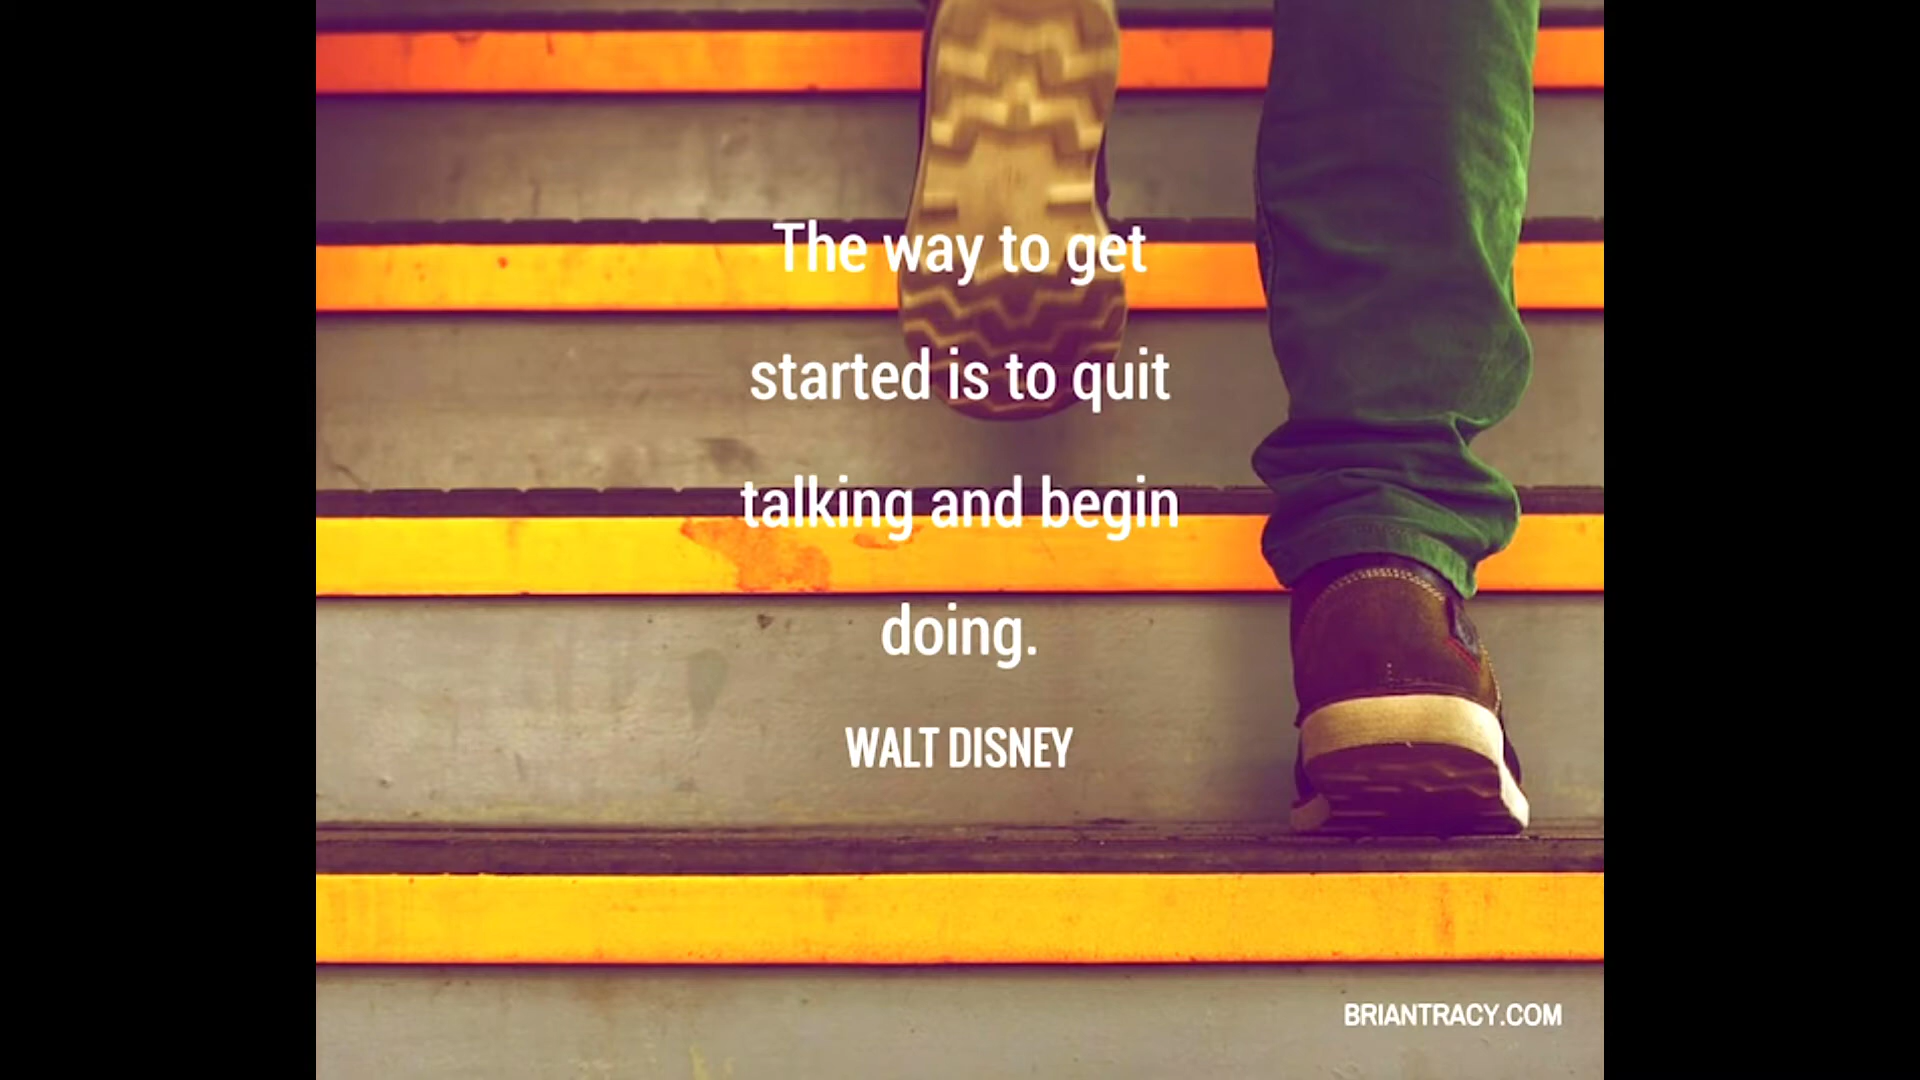 The way to get
started is to quit
talking and begin
doing.
WALT DISNEY
BRIANTRACY.COM